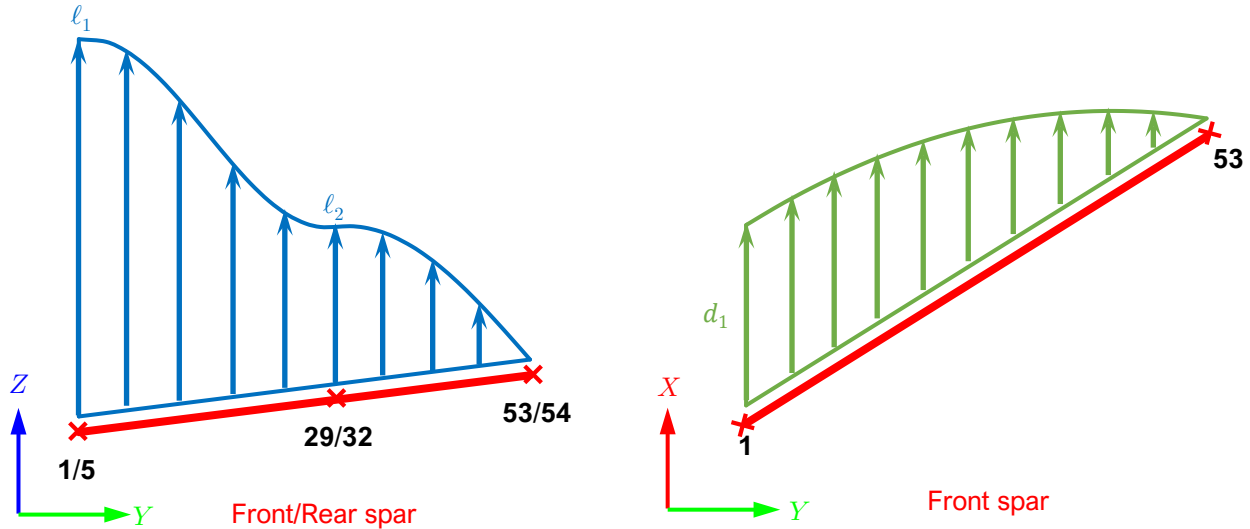 ℓ₁
ℓ₂
Z
53/54
29/32
1/5
Y
Front/Rear spar
d₁
X
53
1
Y
Front spar